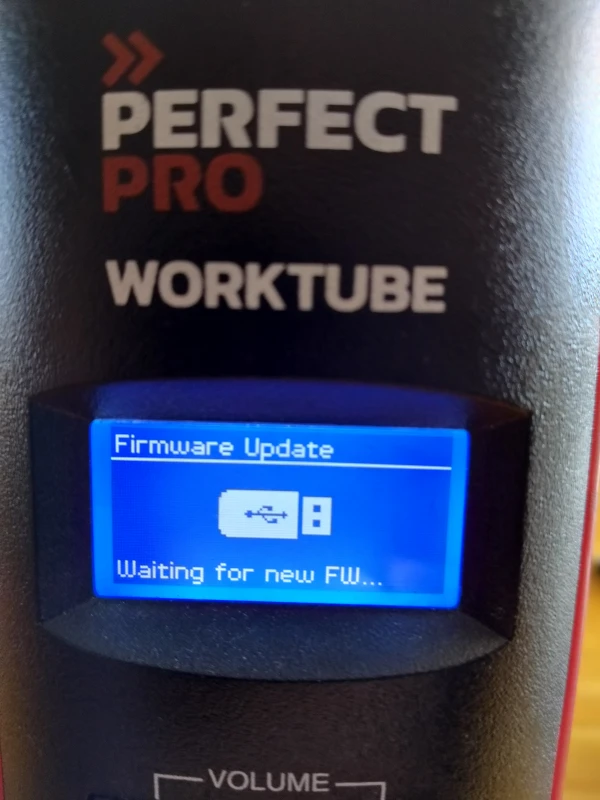 PERFECT
PRO
WORKTUBE
Firmware Update
Waiting for new FW...
VOLUME